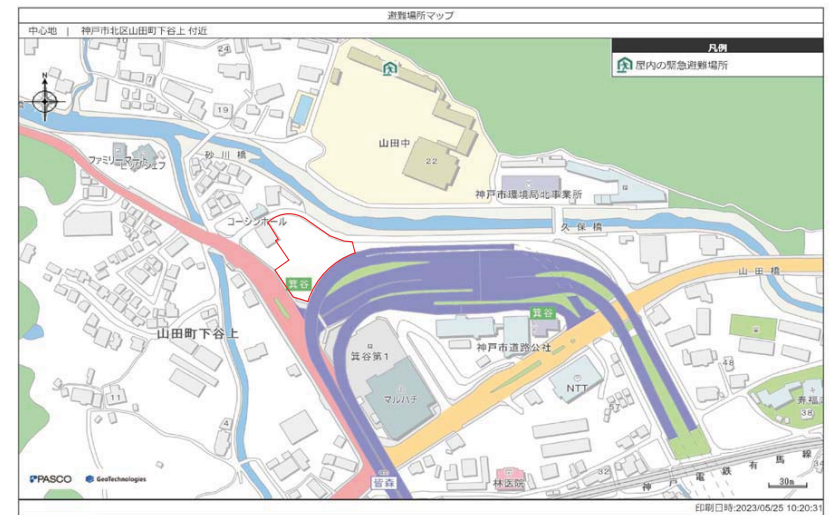 避難場所マップ
中心地 | 神戸市北区山田町下谷上 付近
凡例
屋内の緊急避難場所
N
24
7
19
山田中
22
1
神戸市環境局北事業所
ファミリーマート
砂川橋
コーシンホール
久保橋
山田橋
箕谷
箕谷
山田町下谷上
神戸市道路公社
箕谷第1
マルハチ
NTT
48
11
4
寿福
38
32
林医院
皆森
神戸電鉄有馬線
34
PASCO
GeoTechnologies
30m
印刷日時:2023/05/25 10:20:31